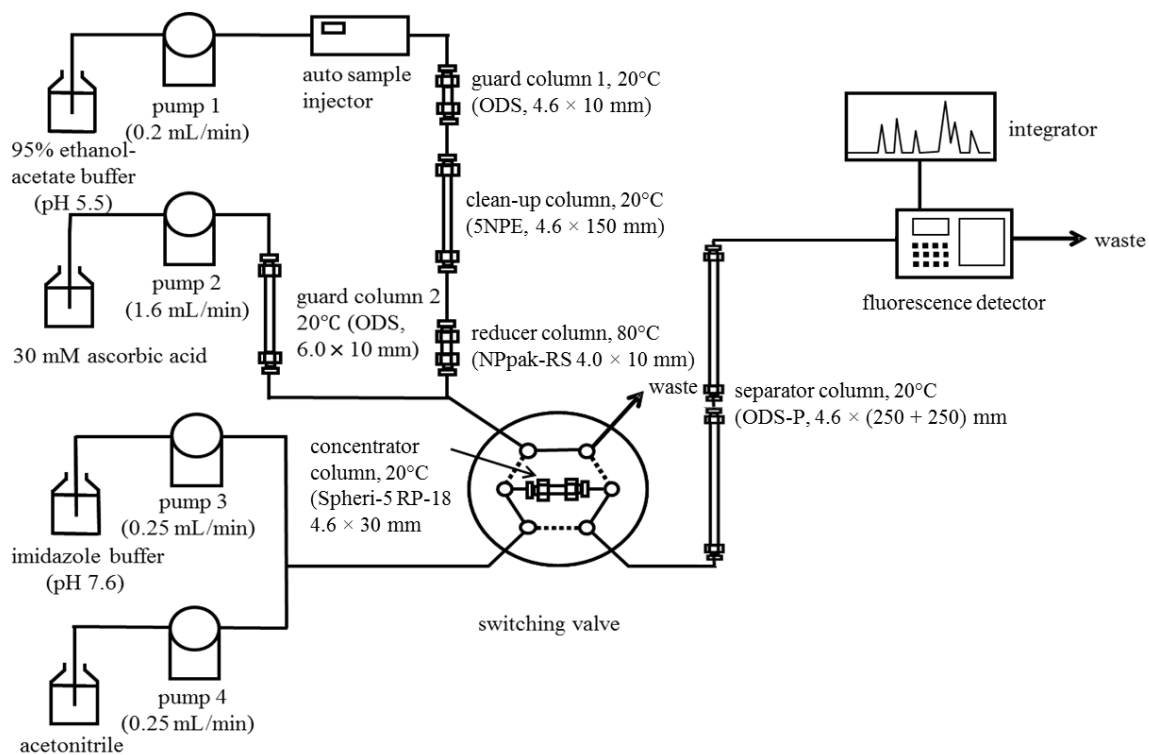 pump 1
(0.2 mL/min)
95% ethanol-
acetate buffer
(pH 5.5)
auto sample
injector
guard column 1, 20°C
(ODS, 4.6 × 10 mm)
clean-up column, 20°C
(5NPE, 4.6 × 150 mm)
pump 2
(1.6 mL/min)
30 mM ascorbic acid
guard column 2
20℃ (ODS,
6.0 × 10 mm)
reducer column, 80°C
(NPpak-RS 4.0 × 10 mm)
waste
integrator
waste
fluorescence detector
separator column, 20°C
(ODS-P, 4.6 × (250 + 250) mm
concentrator
column, 20°C
(Spheri-5 RP-18
4.6 × 30 mm
pump 3
(0.25 mL/min)
imidazole buffer
(pH 7.6)
switching valve
pump 4
(0.25 mL/min)
acetonitrile